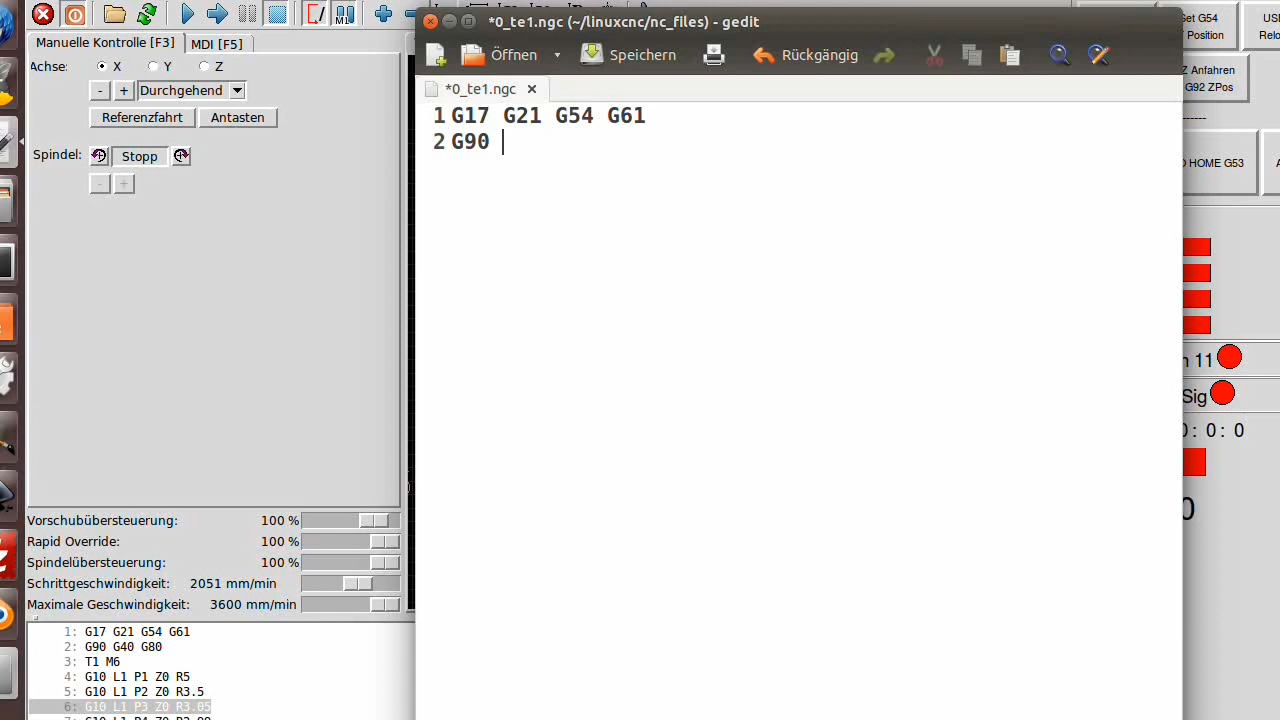 *0_te1.ngc (~/linuxcnc/nc_files) - gedit
Öffnen Speichern Rückgängig
*0_te1.ngc
1 G17 G21 G54 G61
2 G90
M1
Manuelle Kontrolle [F3] MDI [F5]
Achse: X Y Z
- + Durchgehend
Referenzfahrt Antasten
Spindel: Stopp
- +
Vorschubübersteuerung: 100 %
Rapid Override: 100 %
Spindelübersteuerung: 100 %
Schrittgeschwindigkeit: 2051 mm/min
Maximale Geschwindigkeit: 3600 mm/min
1: G17 G21 G54 G61
2: G90 G40 G80
3: T1 M6
4: G10 L1 P1 Z0 R5
5: G10 L1 P2 Z0 R3.5
6: G10 L1 P3 Z0 R3.05
G54
Position
Anfahren
G92 ZPos
HOME G53
11
Sig
: 0 : 0